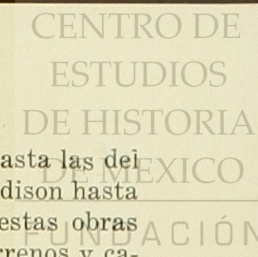 CENTRO DE
ESTUDIOS
DE HISTORIA
DE MEXICO
FUNDACIÓN
asta las dei
dison hasta
estas obras
rrenos y ca-